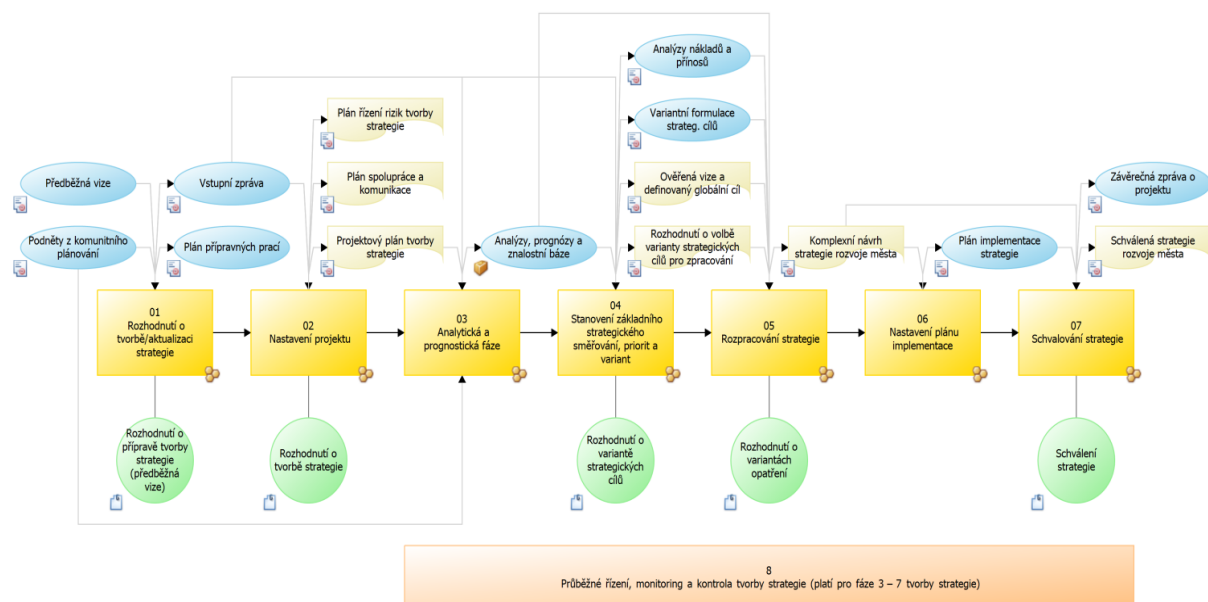 Analýzy nákladů a
přínosů
Plán řízení rizik tvorby
strategie
Variantní formulace
strateg. cílů
Předběžná vize
Vstupní zpráva
Plán spolupráce a
komunikace
Ověřená vize a
definovaný globální cíl
Závěrečná zpráva o
projektu
Podněty z komunitního
plánování
Plán přípravných prací
Projektový plán tvorby
strategie
Analýzy, prognózy a
znalostní báze
Rozhodnutí o volbě
varianty strategických
cílů pro zpracování
Komplexní návrh
strategie rozvoje města
Plán implementace
strategie
Schválená strategie
rozvoje města
01
Rozhodnutí o
tvorbě/aktualizaci
strategie
02
Nastavení projektu
03
Analytická a
prognostická fáze
04
Stanovení základního
strategického
směřování, priorit a
variant
05
Rozpracování strategie
06
Nastavení plánu
implementace
07
Schvalování strategie
Rozhodnutí o
přípravě tvorby
strategie
(předběžná
vize)
Rozhodnutí o
tvorbě strategie
Rozhodnutí o
variantě
strategických
cílů
Rozhodnutí o
variantách
opatření
Schválení
strategie
8
Průběžné řízení, monitoring a kontrola tvorby strategie (platí pro fáze 3 – 7 tvorby strategie)